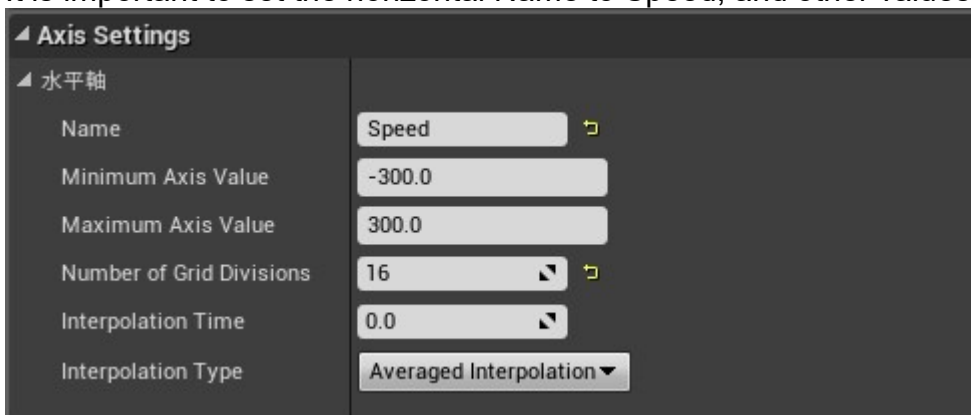 It is important to set the horizontal Name to Speed, and other values
Axis Settings
水平軸
Name Speed
Minimum Axis Value -300.0
Maximum Axis Value 300.0
Number of Grid Divisions 16
Interpolation Time 0.0
Interpolation Type Averaged Interpolation